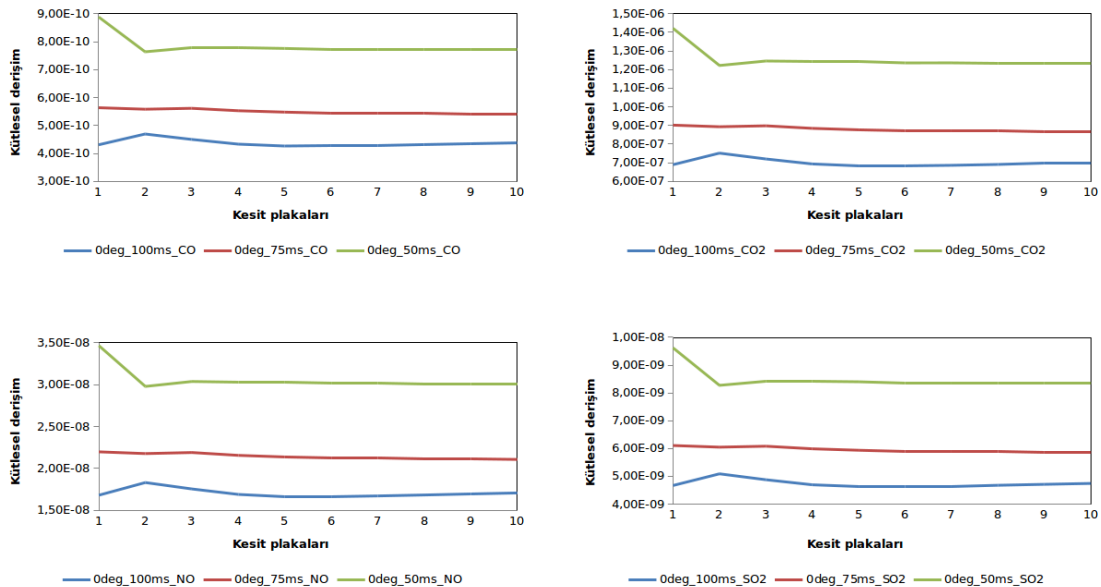 9,00E-10
8,00E-10
7,00E-10
6,00E-10
5,00E-10
4,00E-10
3,00E-10
Kütlesel derişim
1 2 3 4 5 6 7 8 9 10
Kesit plakaları
0deg_100ms_CO 0deg_75ms_CO 0deg_50ms_CO
1,50E-06
1,40E-06
1,30E-06
1,20E-06
1,10E-06
1,00E-06
9,00E-07
8,00E-07
7,00E-07
6,00E-07
Kütlesel derişim
1 2 3 4 5 6 7 8 9 10
Kesit plakaları
0deg_100ms_CO2 0deg_75ms_CO2 0deg_50ms_CO2
3,50E-08
3,00E-08
2,50E-08
2,00E-08
1,50E-08
Kütlesel derişim
1 2 3 4 5 6 7 8 9 10
Kesit plakaları
0deg_100ms_NO 0deg_75ms_NO 0deg_50ms_NO
1,00E-08
9,00E-09
8,00E-09
7,00E-09
6,00E-09
5,00E-09
4,00E-09
Kütlesel derişim
1 2 3 4 5 6 7 8 9 10
Kesit plakaları
0deg_100ms_SO2 0deg_75ms_SO2 0deg_50ms_SO2